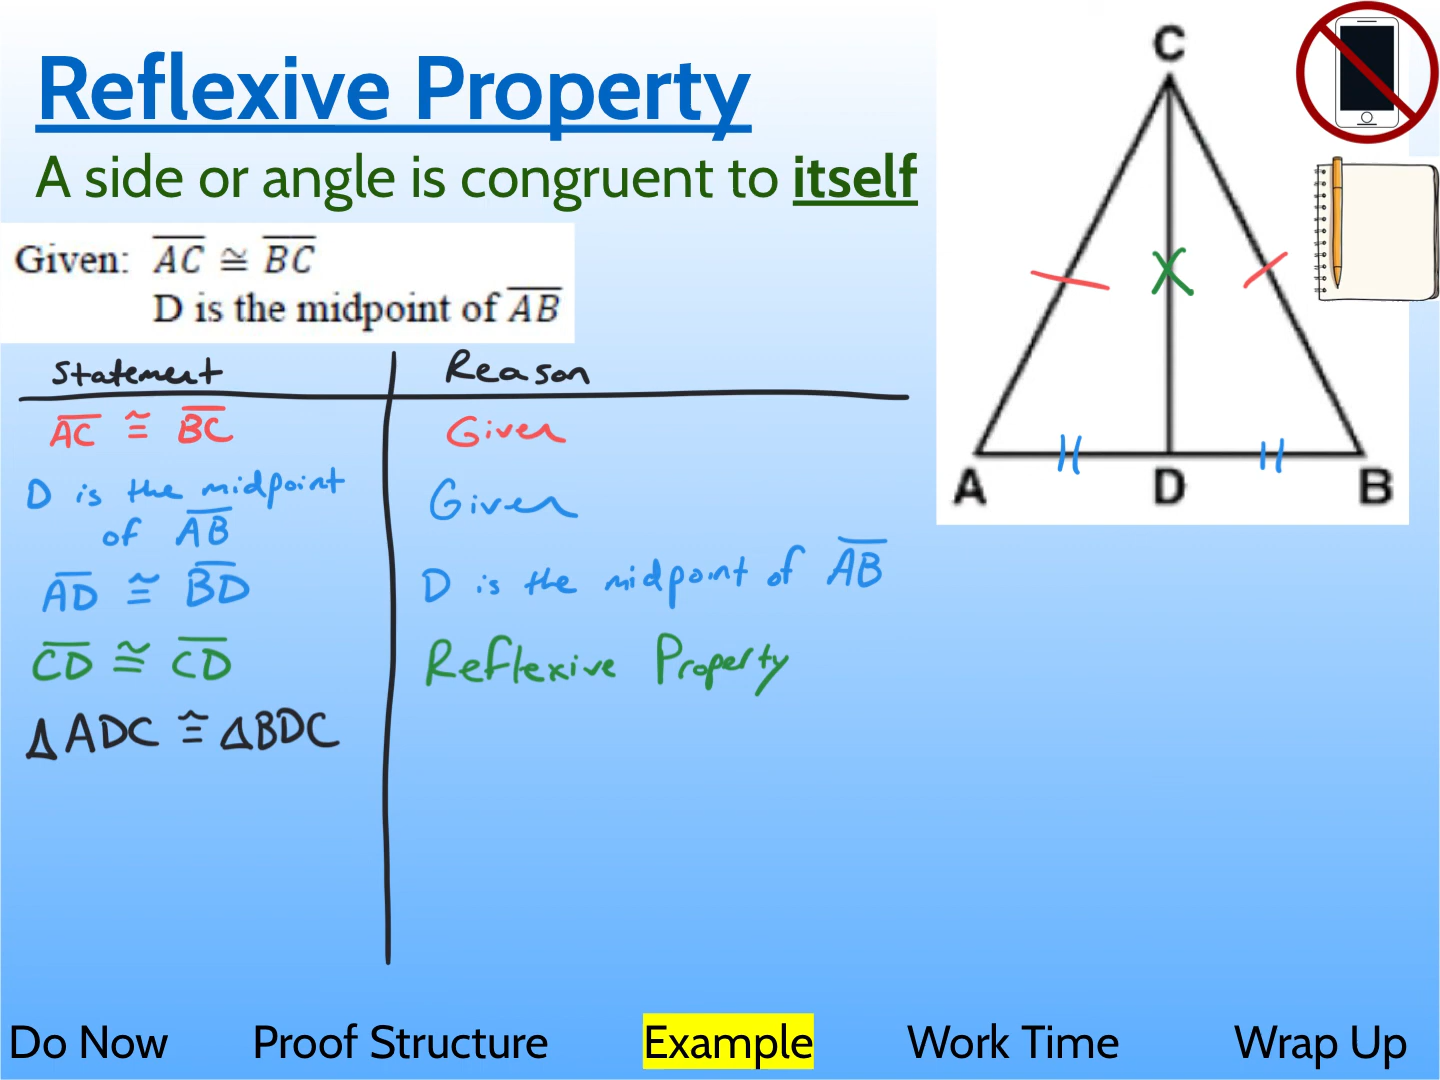 Reflexive Property
A side or angle is congruent to itself
Given: AC ≅ BC
D is the midpoint of AB
Statement Reason
AC ≅ BC Given
D is the midpoint
of AB Given
AD ≅ BD D is the midpoint of AB
CD ≅ CD Reflexive Property
△ADC ≅ △BDC
C
A D B
Do Now Proof Structure Example Work Time Wrap Up